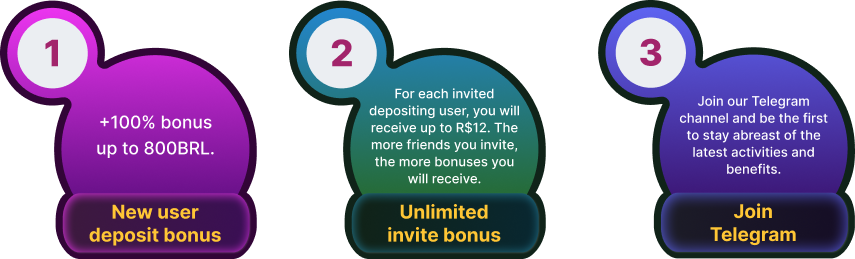 1
+100% bonus
up to 800BRL.
New user
deposit bonus
2
For each invited
depositing user, you will
receive up to R$12. The
more friends you invite,
the more bonuses you
will receive.
Unlimited
invite bonus
3
Join our Telegram
channel and be the first
to stay abreast of the
latest activities and
benefits.
Join
Telegram